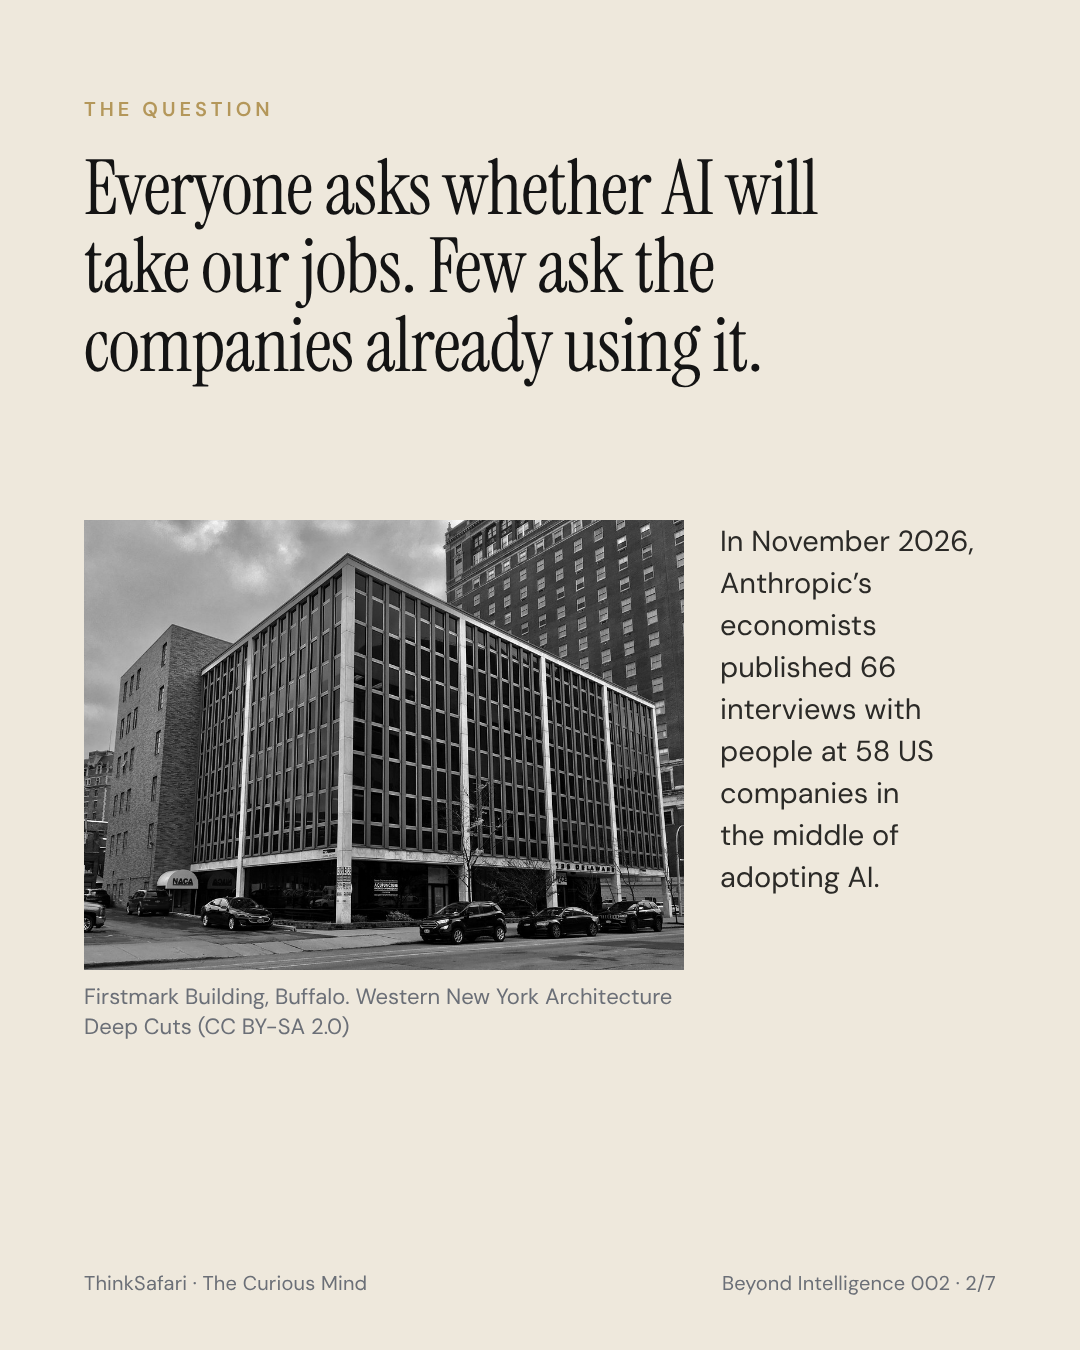 THE QUESTION
Everyone asks whether AI will
take our jobs. Few ask the
companies already using it.
In November 2026,
Anthropic’s
economists
published 66
interviews with
people at 58 US
companies in
the middle of
adopting AI.
NACA
Firstmark Building, Buffalo. Western New York Architecture
Deep Cuts (CC BY-SA 2.0)
ThinkSafari · The Curious Mind
Beyond Intelligence 002 · 2/7